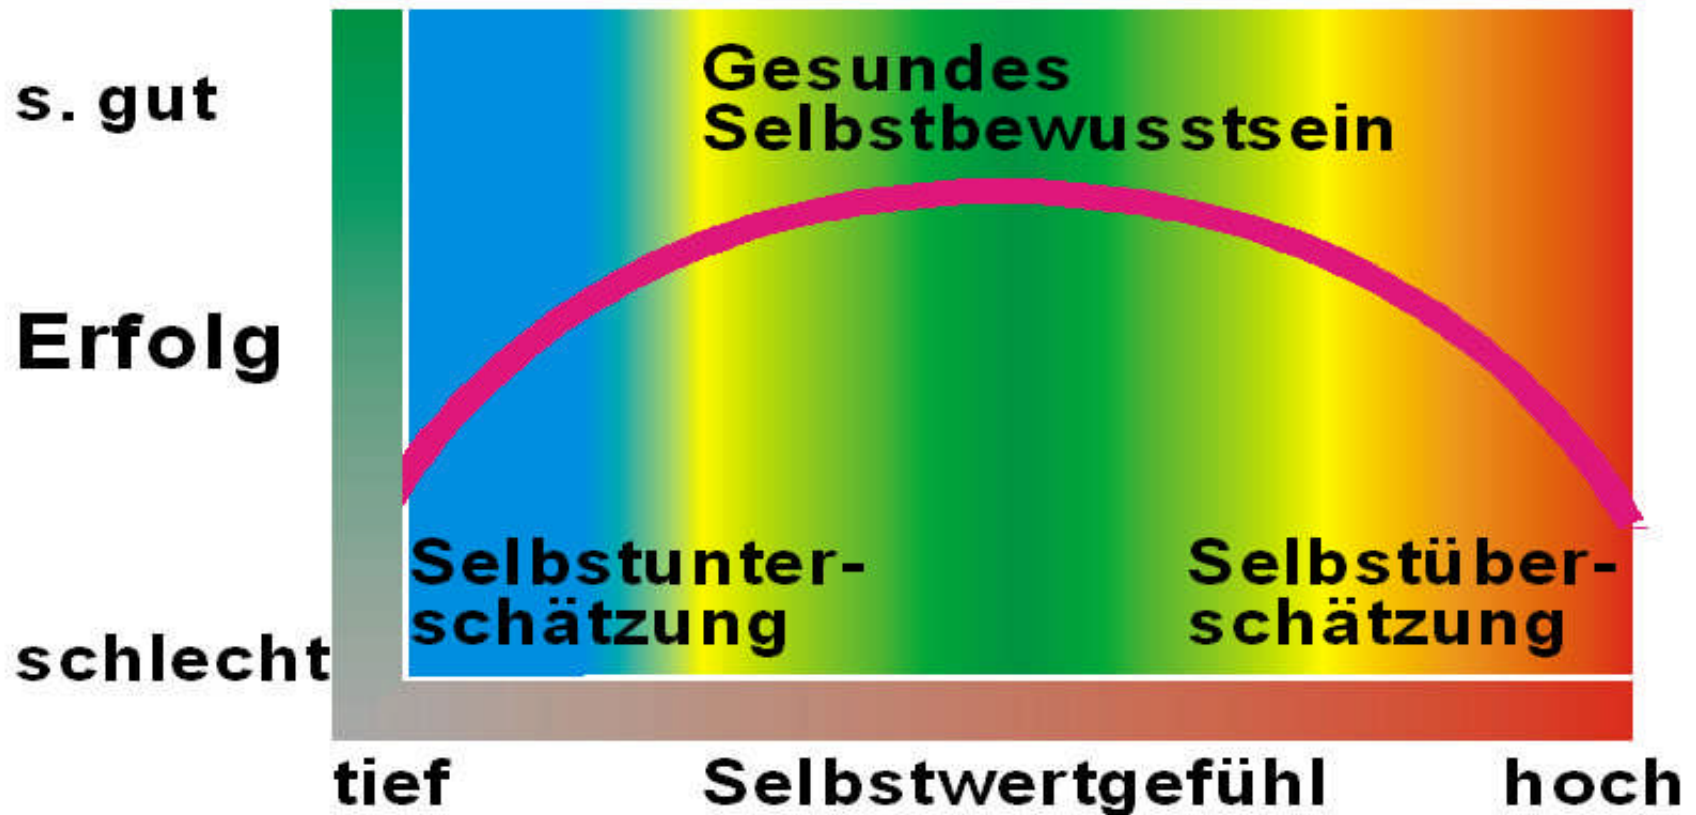 s. gut
Gesundes
Selbstbewusstsein
Erfolg
Selbstunter-
schätzung
Selbstüber-
schätzung
schlecht
tief Selbstwertgefühl hoch